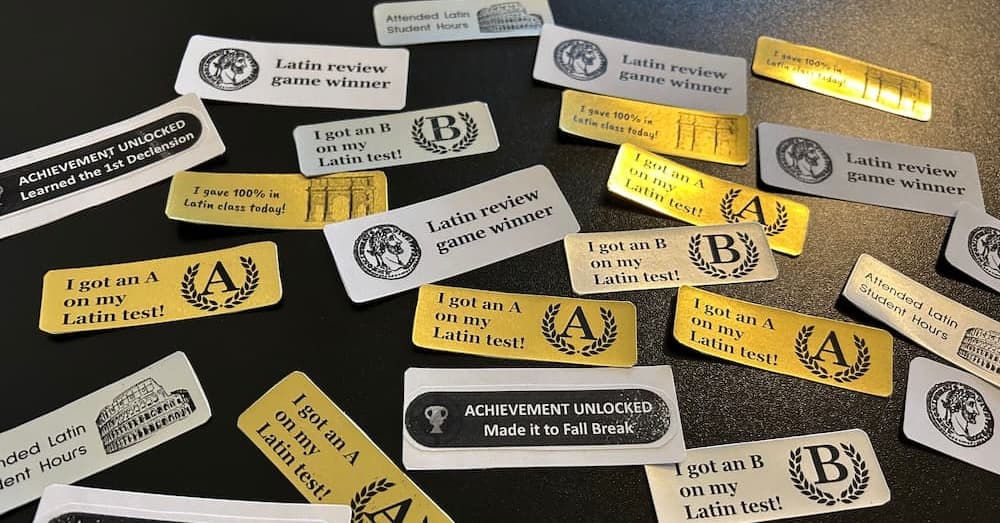 Attended Latin
Student Hours
Latin review
game winner
Latin review
game winner
I gave 100% in
Latin class today!
ACHIEVEMENT UNLOCKED
Learned the 1st Declension
I got an B
on my
Latin test!
B
I gave 100% in
Latin class today!
Latin review
game winner
I gave 100% in
Latin class today!
I got an A
on my
Latin test!
A
Latin review
game winner
I got an B
on my
Latin test!
B
I got an A
on my
Latin test!
A
I got an A
on my
Latin test!
A
I got an A
on my
Latin test!
A
Attended Latin
Student Hours
nded Latin
dent Hours
I got an A
on my
Latin test!
A
ACHIEVEMENT UNLOCKED
Made it to Fall Break
I got an B
on my
Latin test!
B